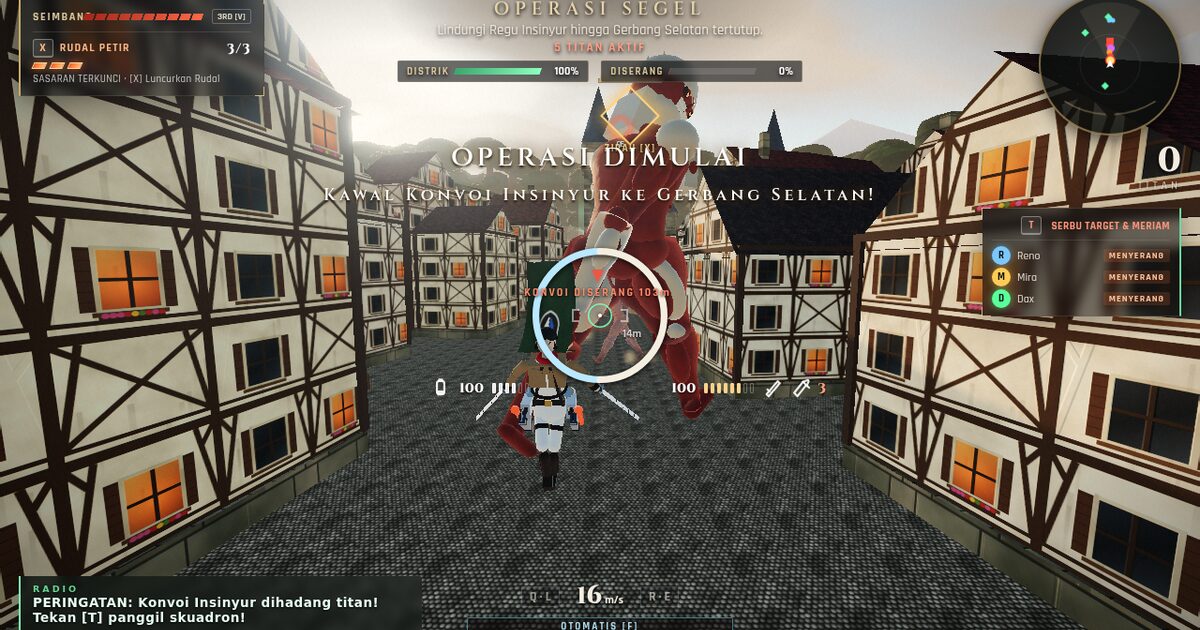 SEIMBAN
3RD [V]
X RUDAL PETIR 3/3
SASARAN TERKUNCI · [X] Luncurkan Rudal
OPERASI SEGEL
Lindungi Regu Insinyur hingga Gerbang Selatan tertutup.
5 TITAN AKTIF
DISTRIK 100%
DISERANG 0%
OPERASI DIMULAI
KAWAL KONVOI INSINYUR KE GERBANG SELATAN!
0
TITAN
T SERBU TARGET & MERIAM
R Reno MENYERANG
M Mira MENYERANG
D Dax MENYERANG
KONVOI DISERANG 103m
14m
100
100
3
RADIO
PERINGATAN: Konvoi Insinyur dihadang titan!
Tekan [T] panggil skuadron!
Q·L 16 m/s R·E
OTOMATIS [F]